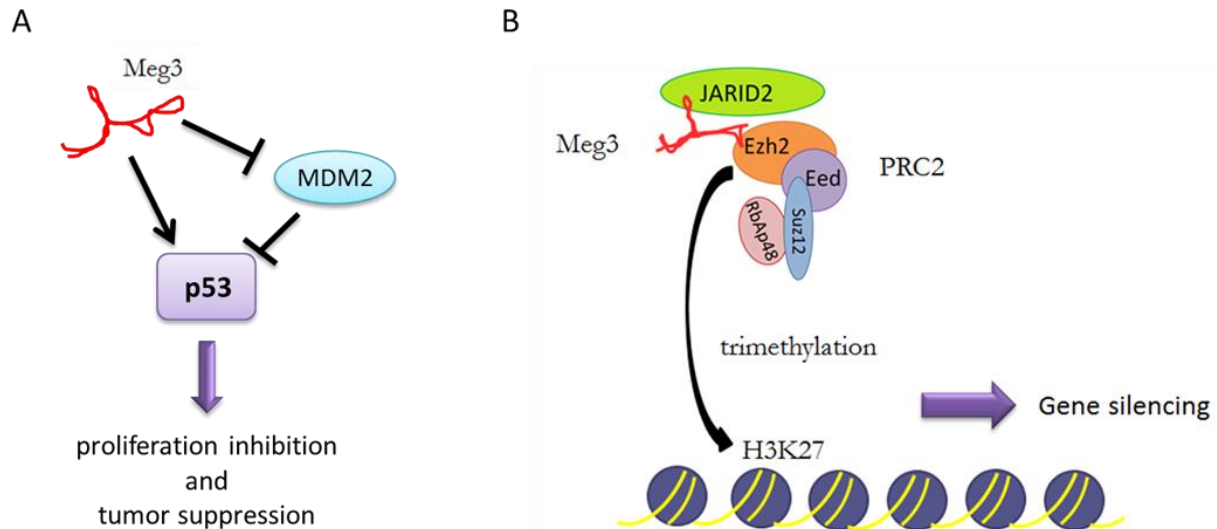 A
Meg3
MDM2
p53
proliferation inhibition
and
tumor suppression
B
JARID2
Meg3
Ezh2
Eed
PRC2
RbAp48
Suz12
trimethylation
Gene silencing
H3K27